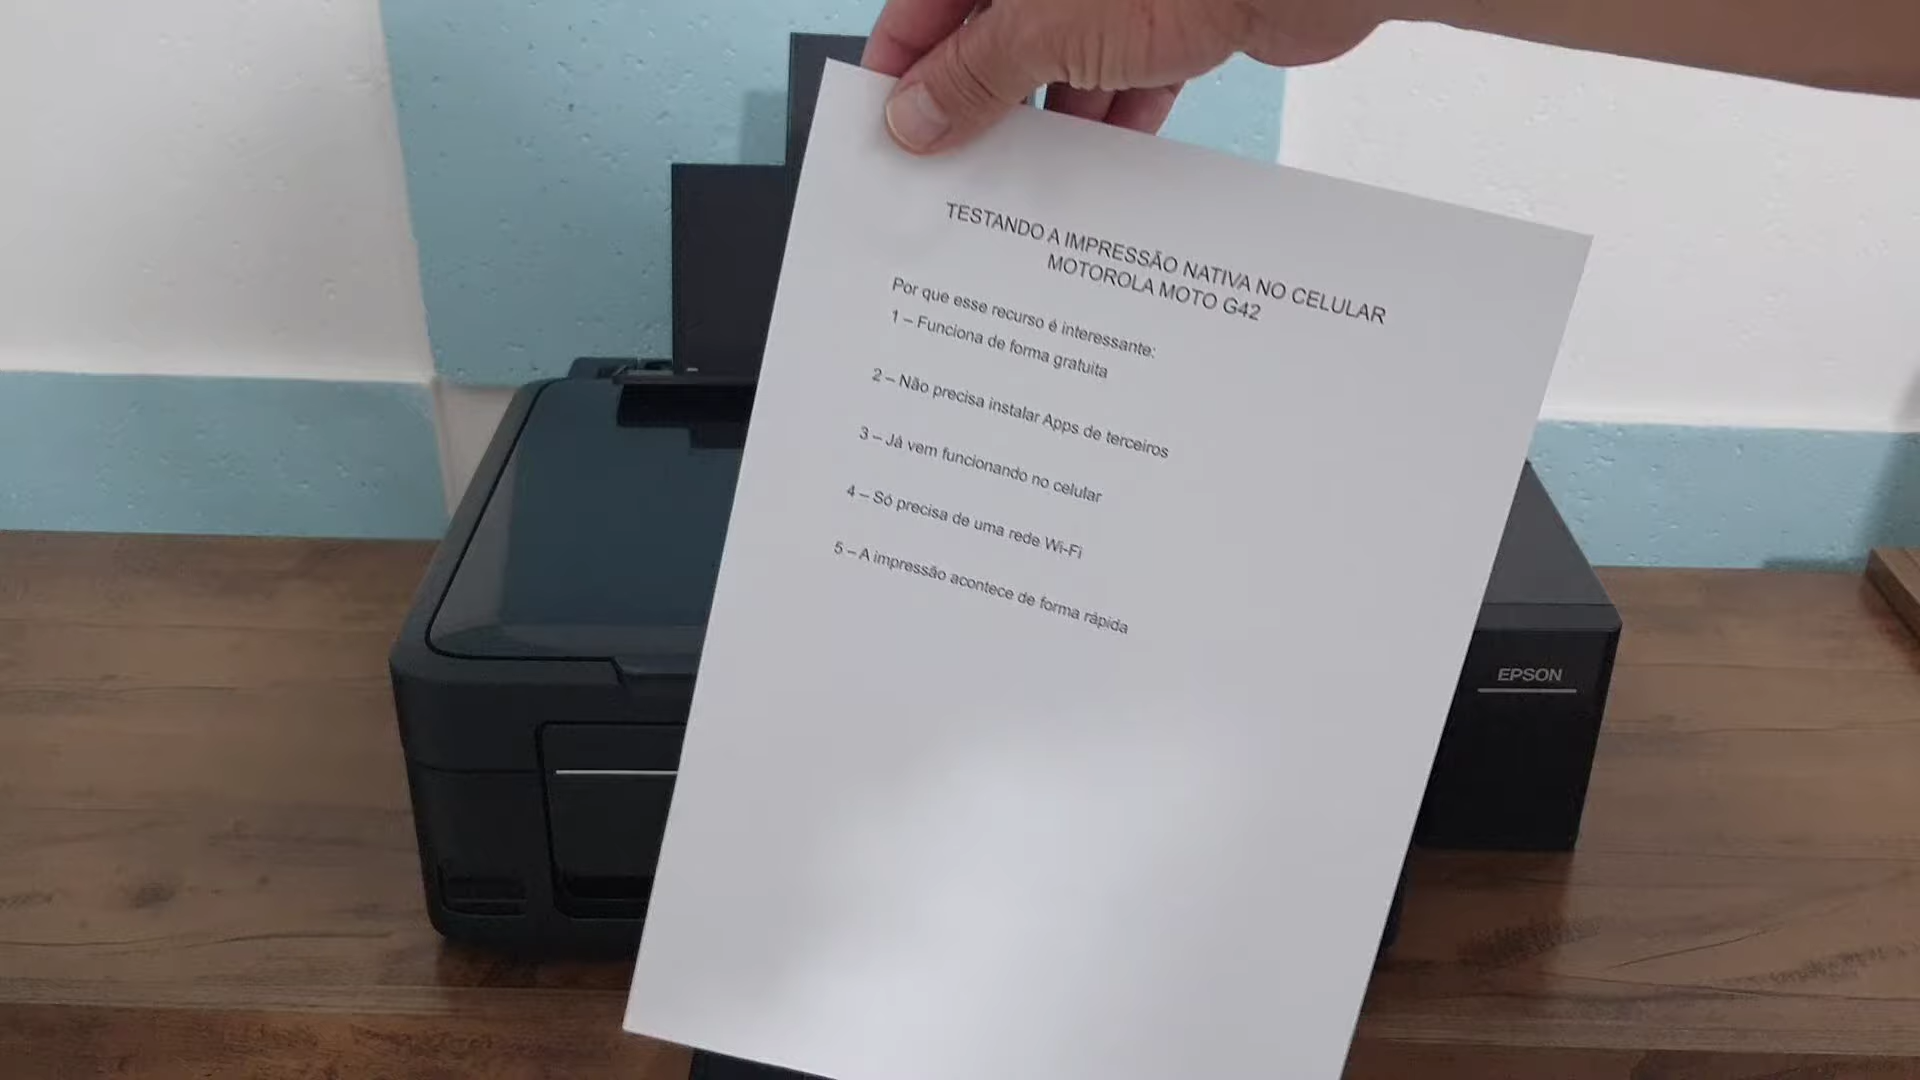 TESTANDO A IMPRESSÃO NATIVA NO CELULAR
MOTOROLA MOTO G42
Por que esse recurso é interessante:
1 – Funciona de forma gratuita
2 – Não precisa instalar Apps de terceiros
3 – Já vem funcionando no celular
4 – Só precisa de uma rede Wi-Fi
5 – A impressão acontece de forma rápida
EPSON